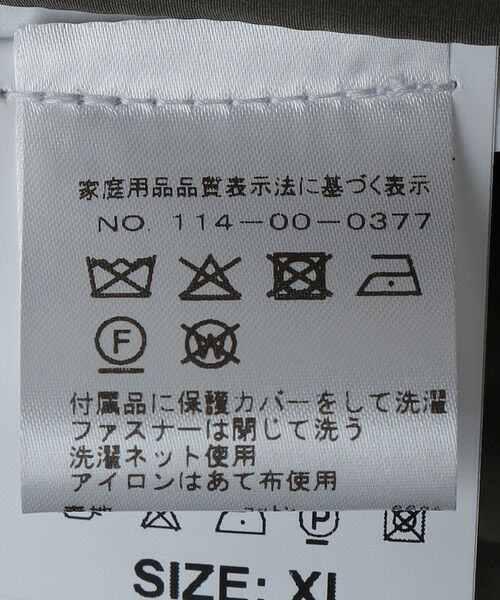 家庭用品品質表示法に基づく表示
NO. 114-00-0377
F W
付属品に保護カバーをして洗濯
ファスナーは閉じて洗う
洗濯ネット使用
アイロンはあて布使用
P
SIZE: XL